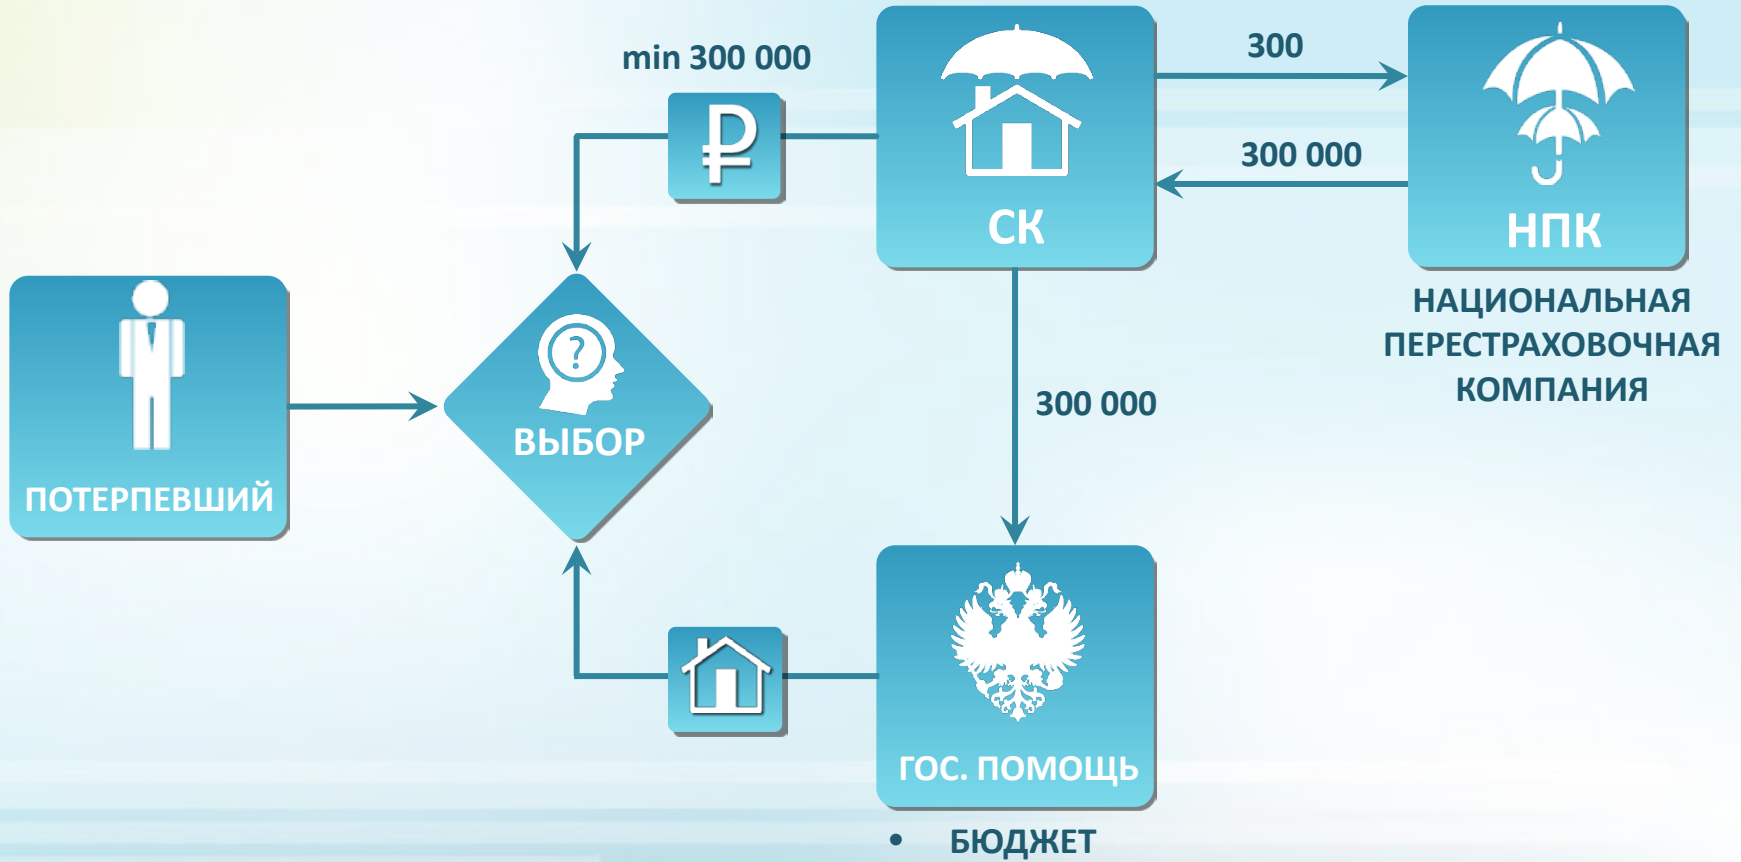 min 300 000
₽
СК
300
300 000
НПК
НАЦИОНАЛЬНАЯ
ПЕРЕСТРАХОВОЧНАЯ
КОМПАНИЯ
ПОТЕРПЕВШИЙ
?
ВЫБОР
300 000
ГОС. ПОМОЩЬ
• БЮДЖЕТ